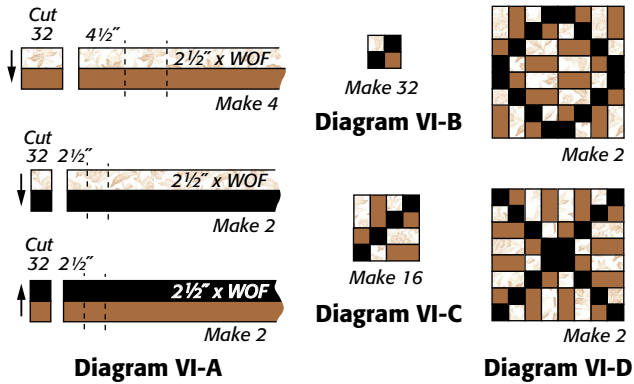 Cut
32
4½″
2½″ x WOF
Make 4
Cut
32
2½″
2½″ x WOF
Make 2
Cut
32
2½″
2½″ x WOF
Make 2
Diagram VI-A
Make 32
Diagram VI-B
Make 16
Diagram VI-C
Make 2
Make 2
Diagram VI-D